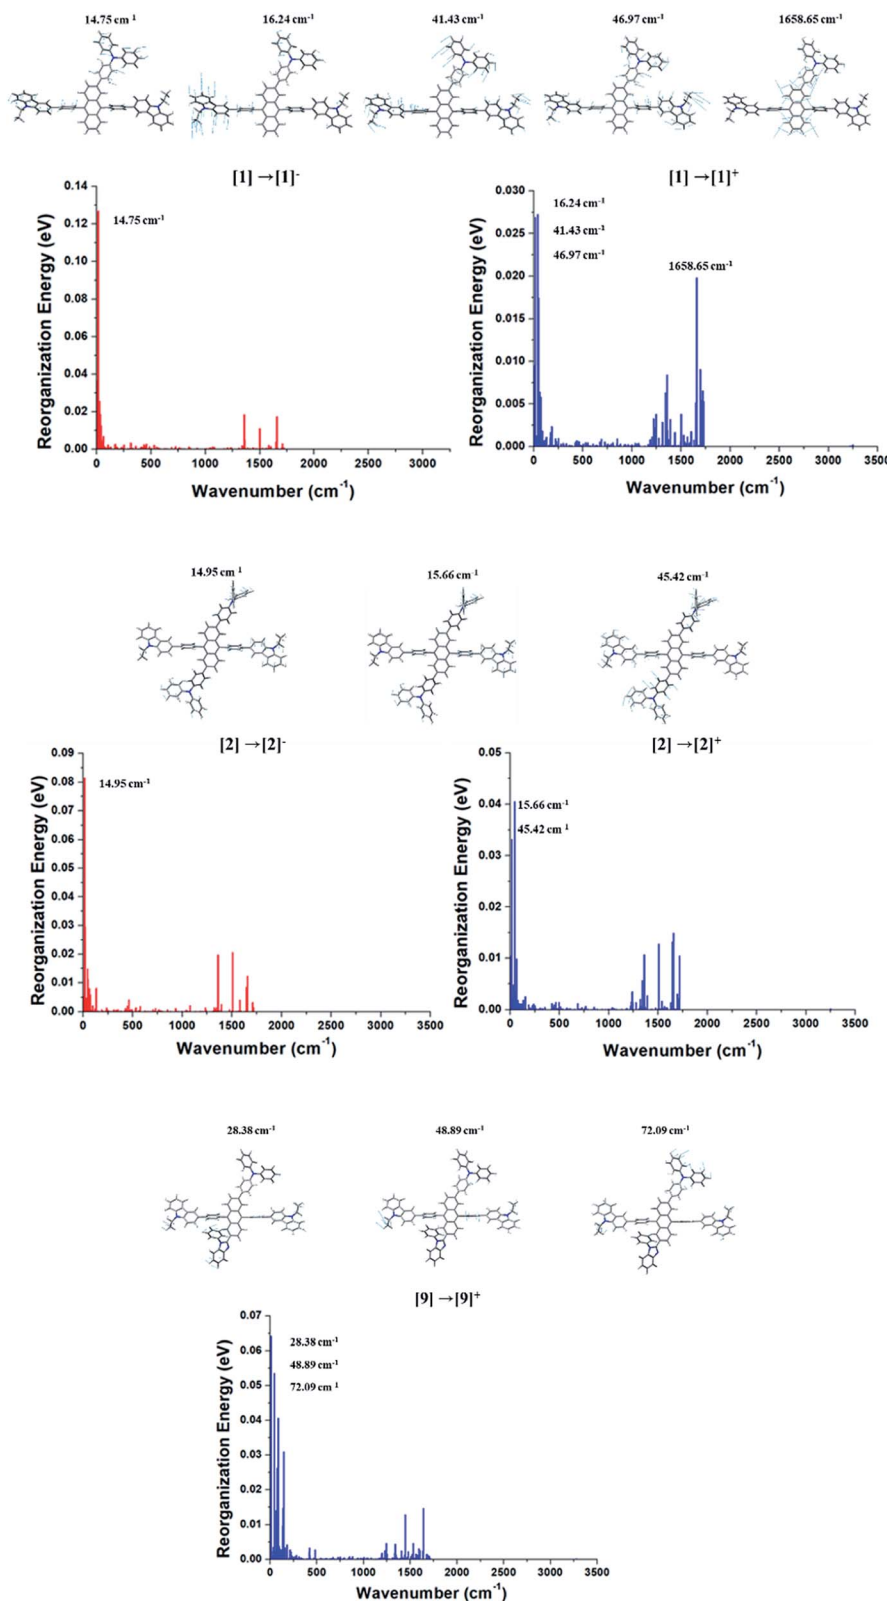 14.75 cm-1 16.24 cm-1 41.43 cm-1 46.97 cm-1 1658.65 cm-1
[1] →[1]-
0.14
0.12
0.10
0.08
0.06
0.04
0.02
0.00
Reorganization Energy (eV)
14.75 cm-1
0 500 1000 1500 2000 2500 3000
Wavenumber (cm-1)
[1] →[1]+
0.030
0.025
0.020
0.015
0.010
0.005
0.000
Reorganization Energy (eV)
16.24 cm-1
41.43 cm-1
46.97 cm-1
1658.65 cm-1
0 500 1000 1500 2000 2500 3000 3500
Wavenumber (cm-1)
14.95 cm-1 15.66 cm-1 45.42 cm-1
[2] →[2]-
0.09
0.08
0.07
0.06
0.05
0.04
0.03
0.02
0.01
0.00
Reorganization Energy (eV)
14.95 cm-1
0 500 1000 1500 2000 2500 3000 3500
Wavenumber (cm-1)
[2] →[2]+
0.05
0.04
0.03
0.02
0.01
0.00
Reorganization Energy (eV)
15.66 cm-1
45.42 cm-1
0 500 1000 1500 2000 2500 3000 3500
Wavenumber (cm-1)
28.38 cm-1 48.89 cm-1 72.09 cm-1
[9] →[9]+
0.07
0.06
0.05
0.04
0.03
0.02
0.01
0.00
Reorganization Energy (eV)
28.38 cm-1
48.89 cm-1
72.09 cm-1
0 500 1000 1500 2000 2500 3000 3500
Wavenumber (cm-1)